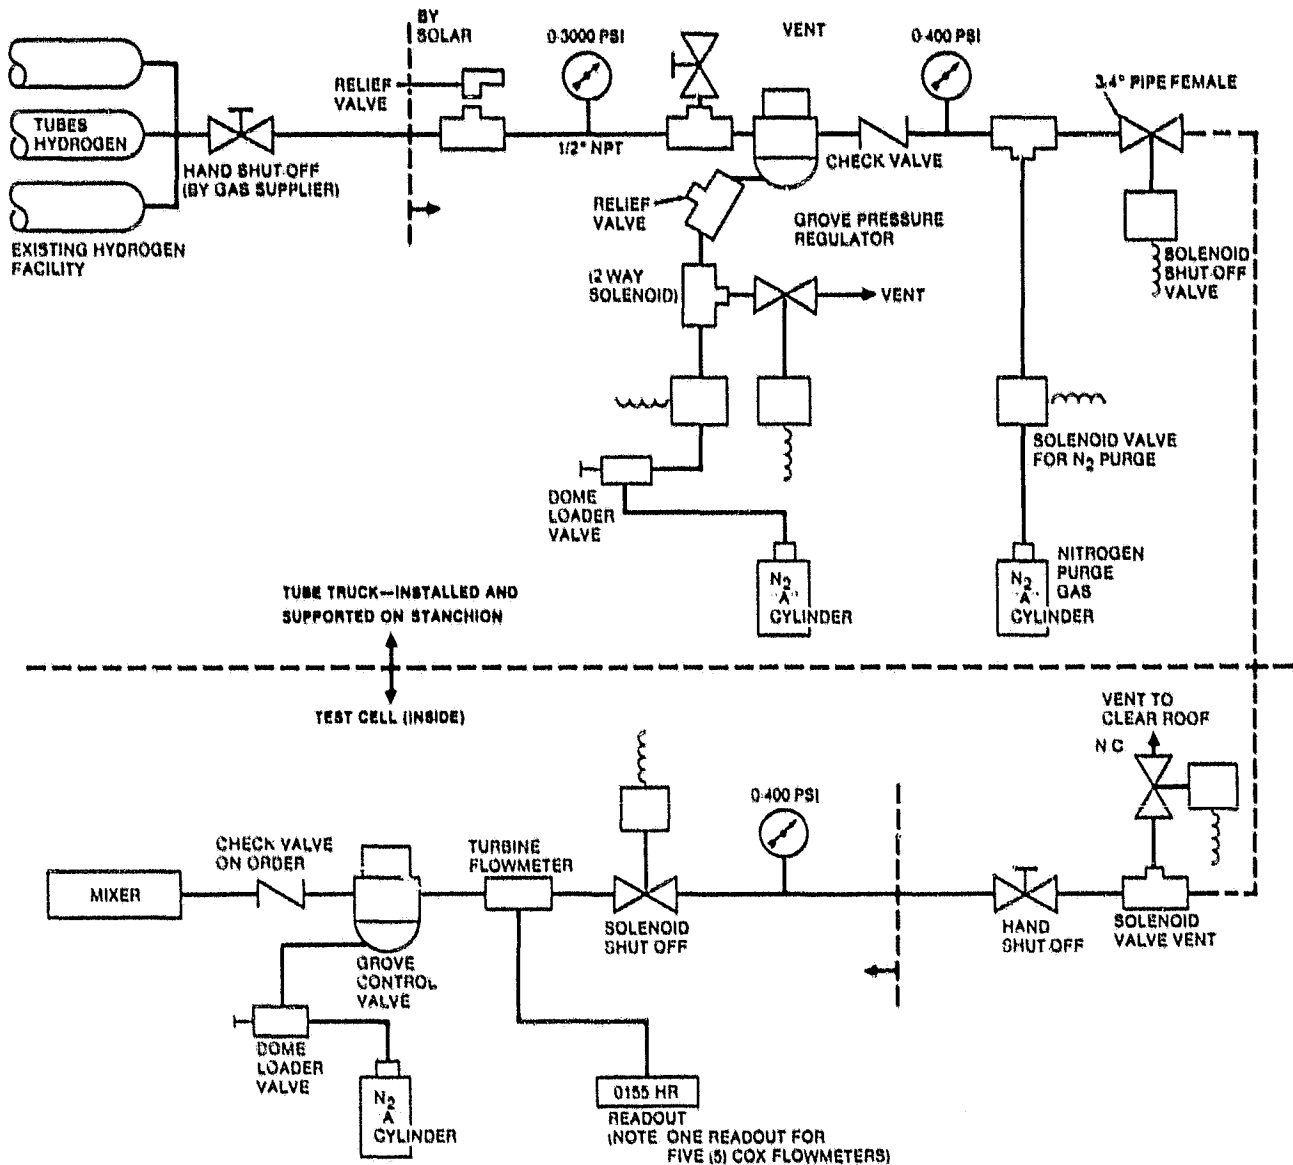 BY
SOLAR
0-3000 PSI
VENT
0-400 PSI
RELIEF
VALVE
3/4" PIPE FEMALE
TUBES
HYDROGEN
HAND SHUT-OFF
(BY GAS SUPPLIER)
1/2" NPT
CHECK VALVE
RELIEF
VALVE
GROVE PRESSURE
REGULATOR
EXISTING HYDROGEN
FACILITY
(2 WAY
SOLENOID)
VENT
SOLENOID
SHUT-OFF
VALVE
SOLENOID VALVE
FOR N2 PURGE
DOME
LOADER
VALVE
N2
"A"
CYLINDER
N2
"A"
CYLINDER
NITROGEN
PURGE
GAS
TUBE TRUCK—INSTALLED AND
SUPPORTED ON STANCHION
TEST CELL (INSIDE)
VENT TO
CLEAR ROOF
N C
0-400 PSI
CHECK VALVE
ON ORDER
TURBINE
FLOWMETER
MIXER
SOLENOID
SHUT OFF
HAND
SHUT-OFF
SOLENOID
VALVE VENT
GROVE
CONTROL
VALVE
DOME
LOADER
VALVE
N2
A
CYLINDER
0155 HR
READOUT
(NOTE ONE READOUT FOR
FIVE (5) COX FLOWMETERS)